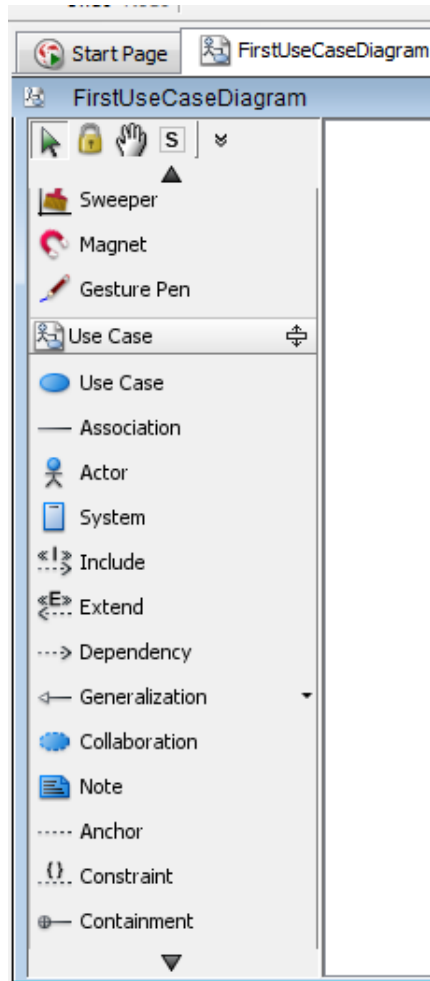 Start Page
FirstUseCaseDiagram
FirstUseCaseDiagram
S
Sweeper
Magnet
Gesture Pen
Use Case
Use Case
Association
Actor
System
«I» Include
«E» Extend
Dependency
Generalization
Collaboration
Note
Anchor
{} Constraint
Containment